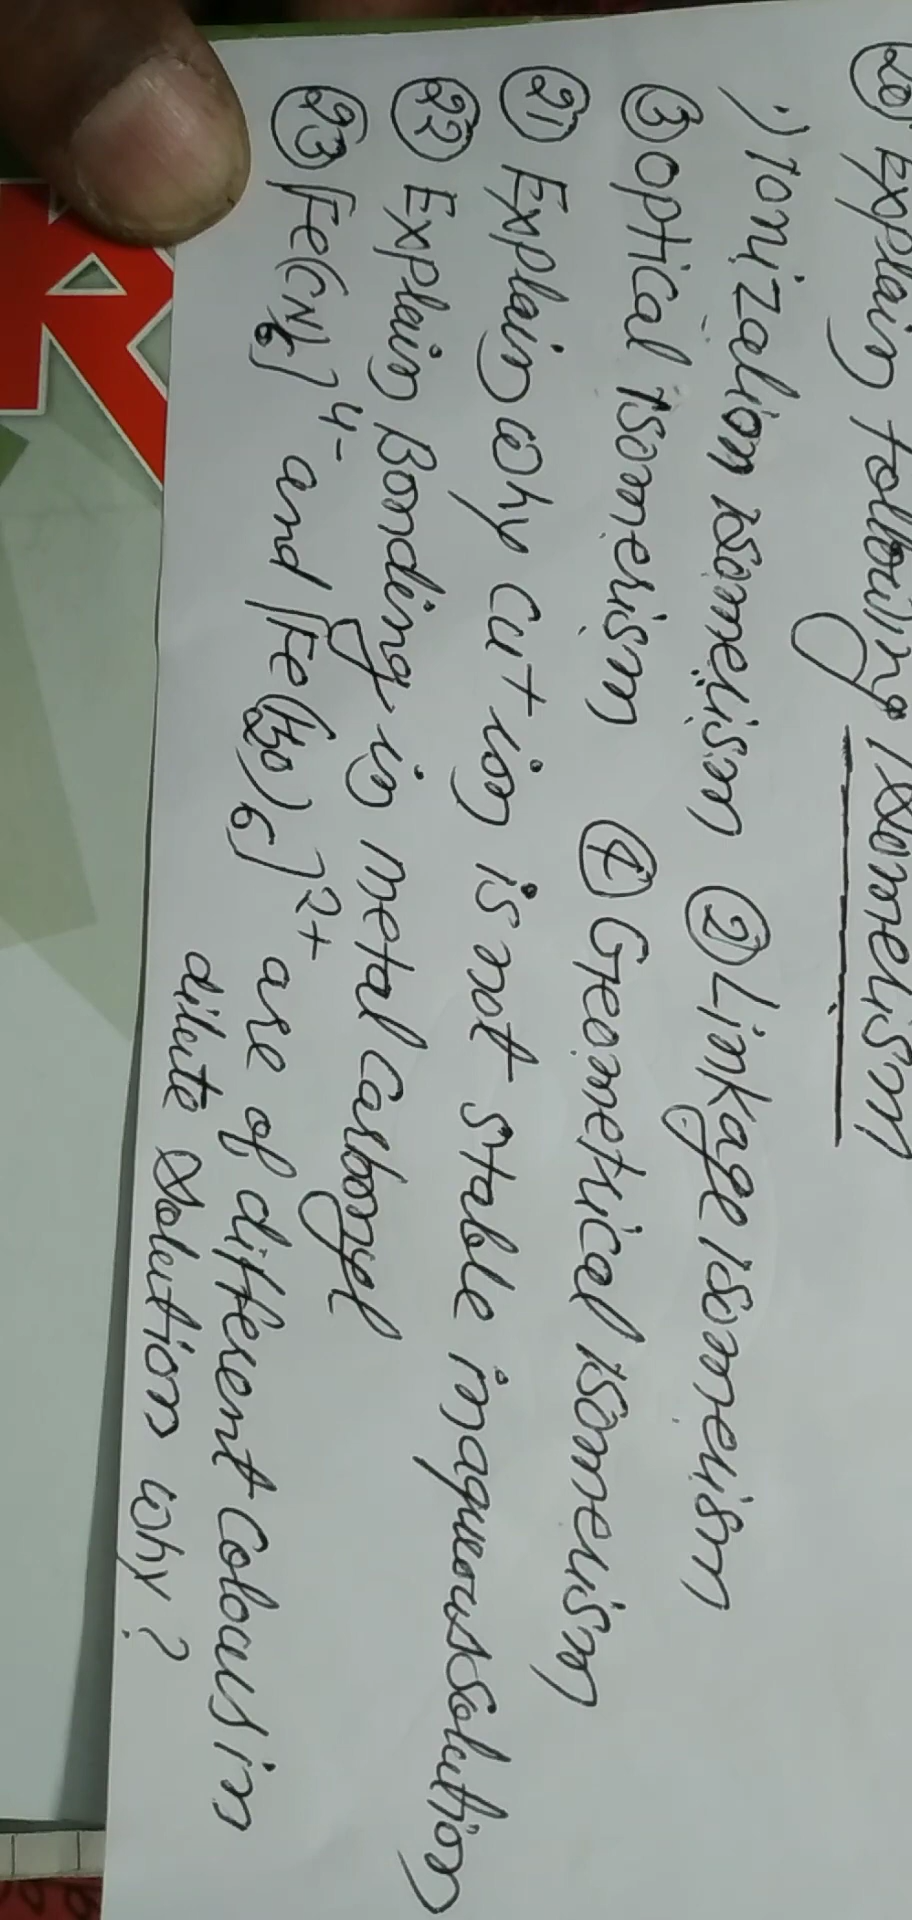 20 Explain following Isomerism
1) Ionization isomerism 2 Linkage isomerism
3 optical isomerism 4 Geometrical isomerism
21 Explain why Cu+ ion is not stable in aqueous solution
22 Explain Bonding in metal Carbonyl
23 [Fe(CN)6]4- and [Fe(H2O)6]2+ are of different Colours in
dilute solution why?